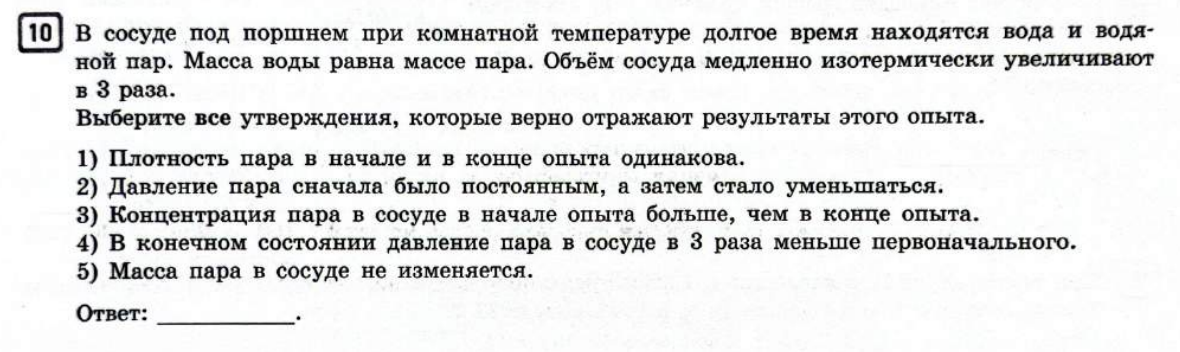 10 В сосуде под поршнем при комнатной температуре долгое время находятся вода и водя-
ной пар. Масса воды равна массе пара. Объём сосуда медленно изотермически увеличивают
в 3 раза.
Выберите все утверждения, которые верно отражают результаты этого опыта.
1) Плотность пара в начале и в конце опыта одинакова.
2) Давление пара сначала было постоянным, а затем стало уменьшаться.
3) Концентрация пара в сосуде в начале опыта больше, чем в конце опыта.
4) В конечном состоянии давление пара в сосуде в 3 раза меньше первоначального.
5) Масса пара в сосуде не изменяется.
Ответ: ____________.